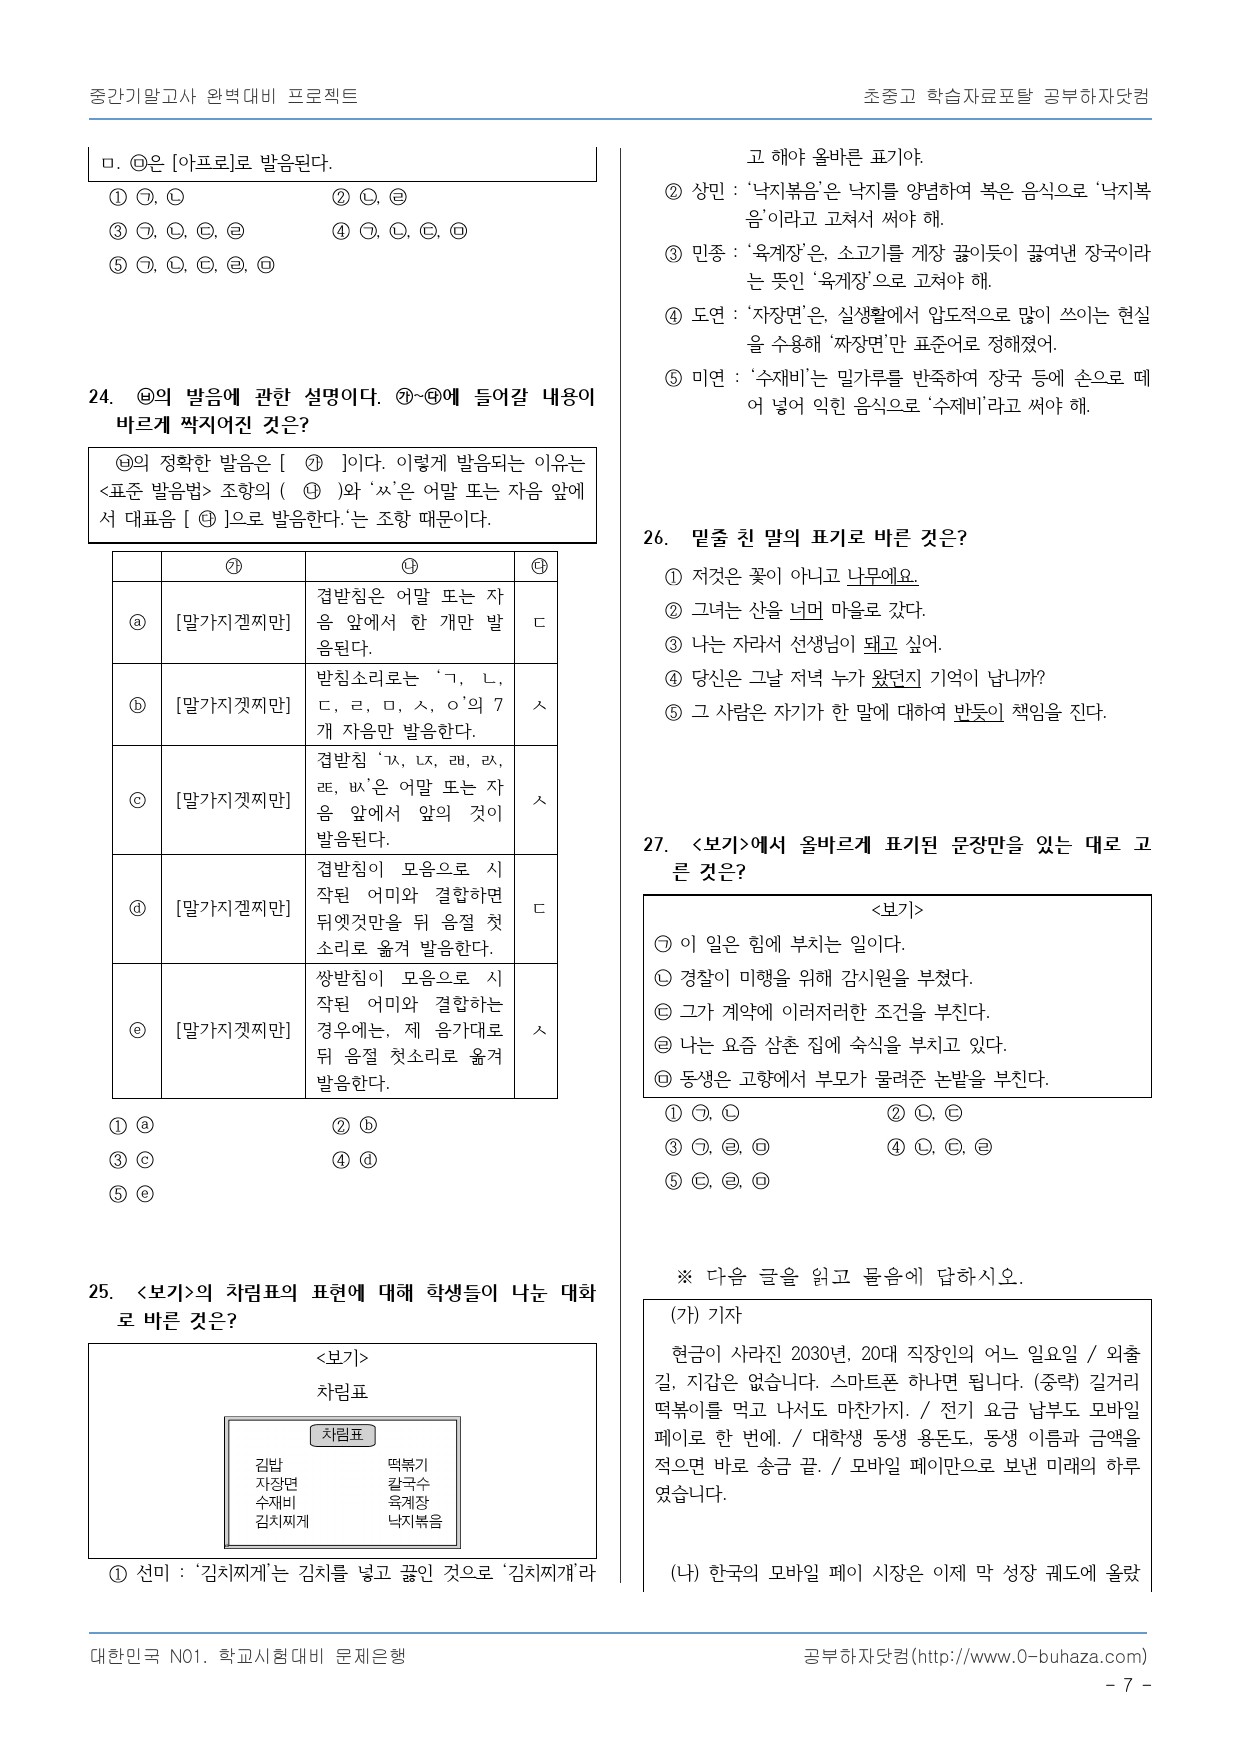 중간기말고사 완벽대비 프로젝트
초중고 학습자료포탈 공부하자닷컴
ㅁ. ㉤은 [아프로]로 발음된다.
① ㉠, ㉡ ② ㉡, ㉣
③ ㉠, ㉡, ㉢, ㉣ ④ ㉠, ㉡, ㉢, ㉤
⑤ ㉠, ㉡, ㉢, ㉣, ㉤
24. ㉥의 발음에 관한 설명이다. ㉮~㉰에 들어갈 내용이
바르게 짝지어진 것은?
㉥의 정확한 발음은 [ ㉮ ]이다. 이렇게 발음되는 이유는
<표준 발음법> 조항의 ( ㉯ )와 ‘ㅆ’은 어말 또는 자음 앞에
서 대표음 [ ㉰ ]으로 발음한다.‘는 조항 때문이다.
㉮ ㉯ ㉰
ⓐ [말가지겓찌만] 겹받침은 어말 또는 자
음 앞에서 한 개만 발
음된다. ㄷ
ⓑ [말가지겟찌만] 받침소리로는 ‘ㄱ, ㄴ,
ㄷ, ㄹ, ㅁ, ㅅ, ㅇ’의 7
개 자음만 발음한다. ㅅ
ⓒ [말가지겟찌만] 겹받침 ‘ㄳ, ㄵ, ㄼ, ㄽ,
ㄾ, ㅄ’은 어말 또는 자
음 앞에서 앞의 것이
발음된다. ㅅ
ⓓ [말가지겓찌만] 겹받침이 모음으로 시
작된 어미와 결합하면
뒤엣것만을 뒤 음절 첫
소리로 옮겨 발음한다. ㄷ
ⓔ [말가지겟찌만] 쌍받침이 모음으로 시
작된 어미와 결합하는
경우에는, 제 음가대로
뒤 음절 첫소리로 옮겨
발음한다. ㅅ
① ⓐ ② ⓑ
③ ⓒ ④ ⓓ
⑤ ⓔ
25. <보기>의 차림표의 표현에 대해 학생들이 나눈 대화
로 바른 것은?
<보기>
차림표
차림표
김밥 떡볶기
자장면 칼국수
수재비 육계장
김치찌게 낙지볶음
① 선미 : ‘김치찌게’는 김치를 넣고 끓인 것으로 ‘김치찌걔’라
고 해야 올바른 표기야.
② 상민 : ‘낙지볶음’은 낙지를 양념하여 복은 음식으로 ‘낙지복
음’이라고 고쳐서 써야 해.
③ 민종 : ‘육계장’은, 소고기를 게장 끓이듯이 끓여낸 장국이라
는 뜻인 ‘육게장’으로 고쳐야 해.
④ 도연 : ‘자장면’은, 실생활에서 압도적으로 많이 쓰이는 현실
을 수용해 ‘짜장면’만 표준어로 정해졌어.
⑤ 미연 : ‘수재비’는 밀가루를 반죽하여 장국 등에 손으로 떼
어 넣어 익힌 음식으로 ‘수제비’라고 써야 해.
26. 밑줄 친 말의 표기로 바른 것은?
① 저것은 꽃이 아니고 나무에요.
② 그녀는 산을 너머 마을로 갔다.
③ 나는 자라서 선생님이 돼고 싶어.
④ 당신은 그날 저녁 누가 왔던지 기억이 납니까?
⑤ 그 사람은 자기가 한 말에 대하여 반듯이 책임을 진다.
27. <보기>에서 올바르게 표기된 문장만을 있는 대로 고
른 것은?
<보기>
㉠ 이 일은 힘에 부치는 일이다.
㉡ 경찰이 미행을 위해 감시원을 부쳤다.
㉢ 그가 계약에 이러저러한 조건을 부친다.
㉣ 나는 요즘 삼촌 집에 숙식을 부치고 있다.
㉤ 동생은 고향에서 부모가 물려준 논밭을 부친다.
① ㉠, ㉡ ② ㉡, ㉢
③ ㉠, ㉣, ㉤ ④ ㉡, ㉢, ㉣
⑤ ㉢, ㉣, ㉤
※ 다음 글을 읽고 물음에 답하시오.
(가) 기자
현금이 사라진 2030년, 20대 직장인의 어느 일요일 / 외출
길, 지갑은 없습니다. 스마트폰 하나면 됩니다. (중략) 길거리
떡볶이를 먹고 나서도 마찬가지. / 전기 요금 납부도 모바일
페이로 한 번에. / 대학생 동생 용돈도, 동생 이름과 금액을
적으면 바로 송금 끝. / 모바일 페이만으로 보낸 미래의 하루
였습니다.
(나) 한국의 모바일 페이 시장은 이제 막 성장 궤도에 올랐
대한민국 N01. 학교시험대비 문제은행
공부하자닷컴(http://www.0-buhaza.com)
- 7 -